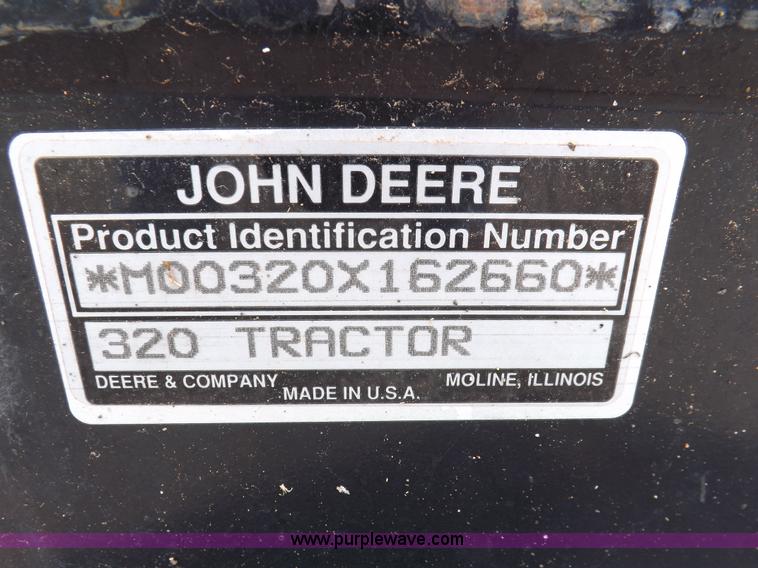 JOHN DEERE
Product Identification Number
*M00320X162660*
320 TRACTOR
DEERE & COMPANY MOLINE, ILLINOIS
MADE IN U.S.A.
www.purplewave.com